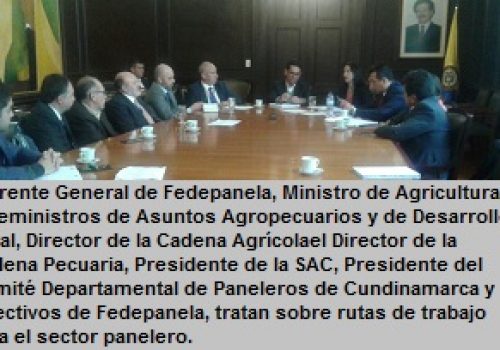 rente General de Fedepanela, Ministro de Agricultura
eministros de Asuntos Agropecuarios y de Desarroll
al, Director de la Cadena Agrícolael Director de la
ena Pecuaria, Presidente de la SAC, Presidente del
mité Departamental de Paneleros de Cundinamarca y
ectivos de Fedepanela, tratan sobre rutas de trabajo
a el sector panelero.